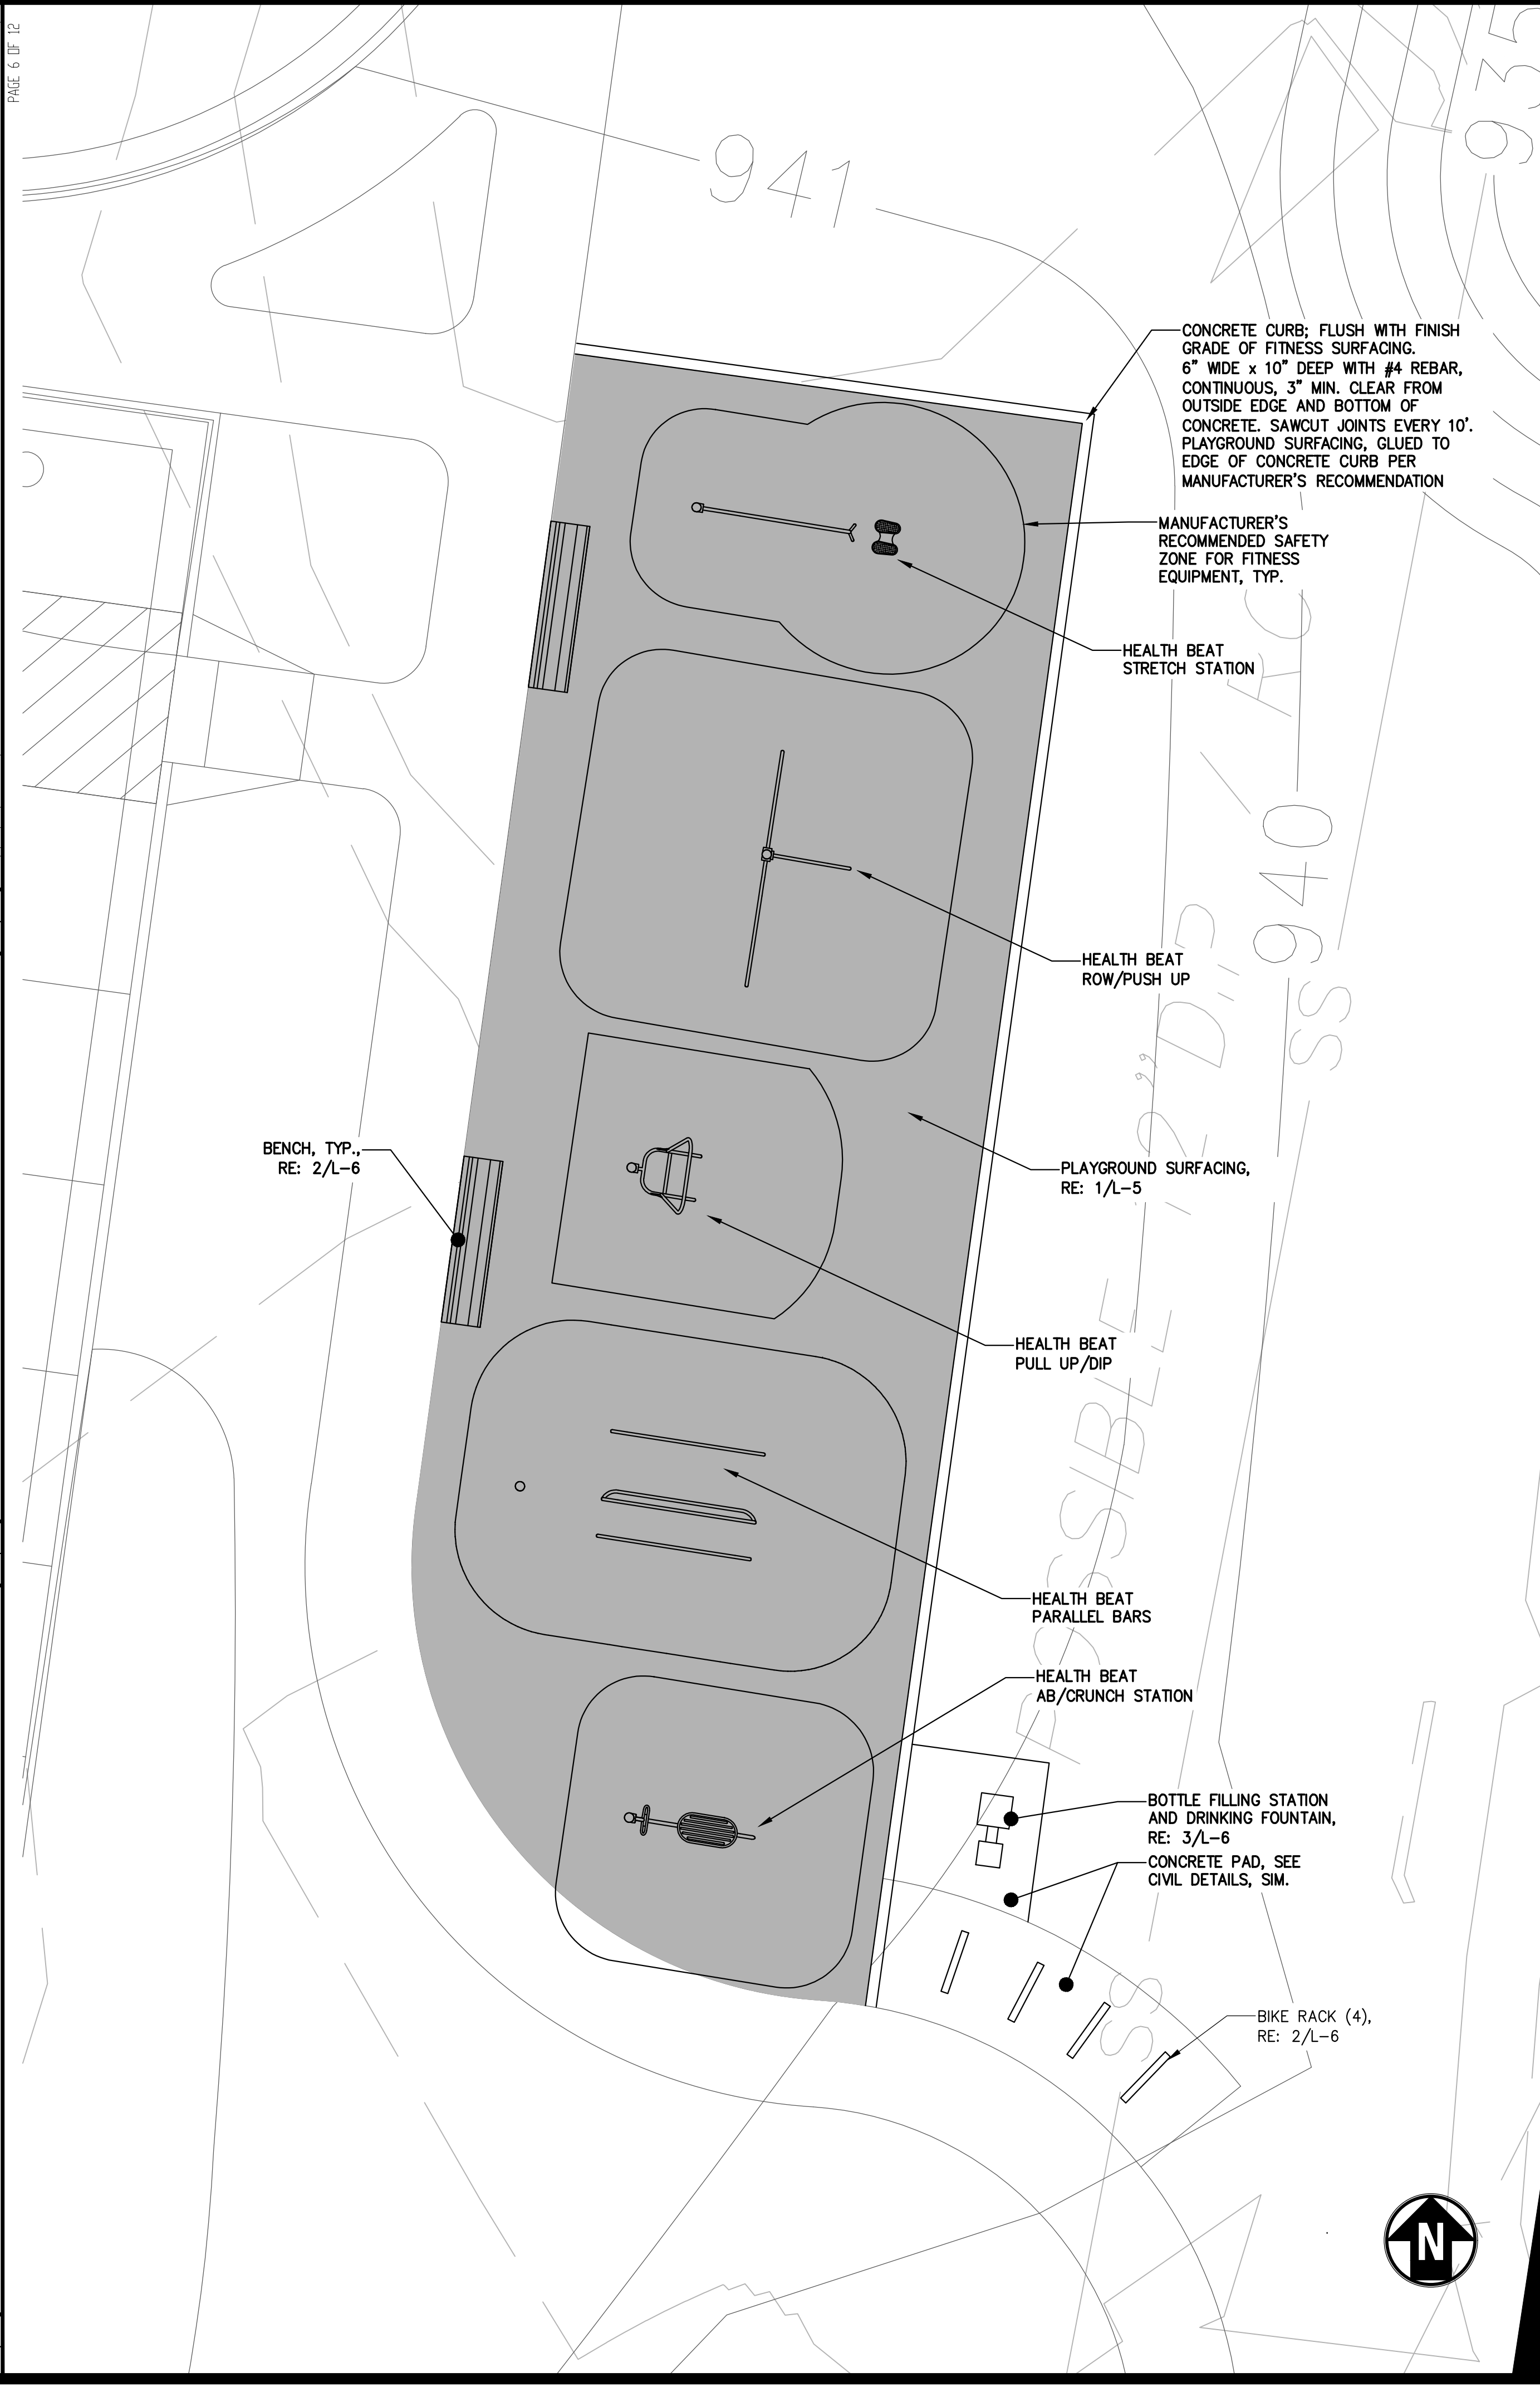 PAGE 6 OF 12
941
935
CONCRETE CURB; FLUSH WITH FINISH
GRADE OF FITNESS SURFACING.
6" WIDE x 10" DEEP WITH #4 REBAR,
CONTINUOUS, 3" MIN. CLEAR FROM
OUTSIDE EDGE AND BOTTOM OF
CONCRETE. SAWCUT JOINTS EVERY 10'.
PLAYGROUND SURFACING, GLUED TO
EDGE OF CONCRETE CURB PER
MANUFACTURER'S RECOMMENDATION
MANUFACTURER'S
RECOMMENDED SAFETY
ZONE FOR FITNESS
EQUIPMENT, TYP.
HEALTH BEAT
STRETCH STATION
940
SS
HEALTH BEAT
ROW/PUSH UP
BENCH, TYP.,
RE: 2/L-6
PLAYGROUND SURFACING,
RE: 1/L-5
HEALTH BEAT
PULL UP/DIP
HEALTH BEAT
PARALLEL BARS
HEALTH BEAT
AB/CRUNCH STATION
BOTTLE FILLING STATION
AND DRINKING FOUNTAIN,
RE: 3/L-6
CONCRETE PAD, SEE
CIVIL DETAILS, SIM.
SS
BIKE RACK (4),
RE: 2/L-6
N